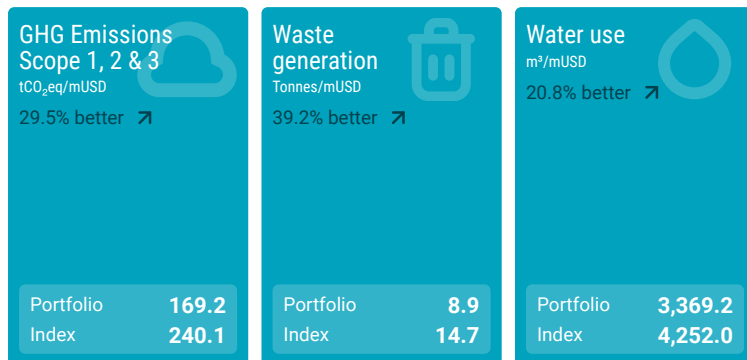 GHG Emissions
Scope 1, 2 & 3
tCO₂eq/mUSD
29.5% better
Portfolio 169.2
Index 240.1
Waste
generation
Tonnes/mUSD
39.2% better
Portfolio 8.9
Index 14.7
Water use
m³/mUSD
20.8% better
Portfolio 3,369.2
Index 4,252.0